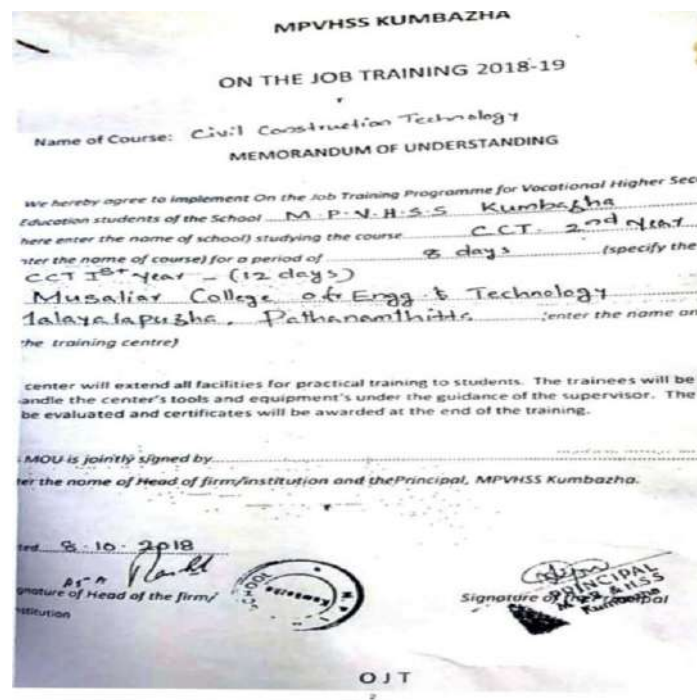 MPVHSS KUMBAZHA
ON THE JOB TRAINING 2018-19
Name of Course: Civil Construction Technology
MEMORANDUM OF UNDERSTANDING
We hereby agree to implement On the Job Training Programme for Vocational Higher Sec
Education students of the School M.P.V.H.S.S Kumbazha
here enter the name of school) studying the course C.C.T. 2nd year
nter the name of course) for a period of 8 days (specify the
CCT Ist year - (12 days)
Musaliar College of Engg & Technology
Malayalapuzha, Pathanamthitta (enter the name an
the training centre)
center will extend all facilities for practical training to students. The trainees will be
andle the center's tools and equipment's under the guidance of the supervisor. The
be evaluated and certificates will be awarded at the end of the training.
MOU is jointly signed by
ter the name of Head of firm/institution and thePrincipal, MPVHSS Kumbazha.
ted 8.10.2018
gnature of Head of the firm/
stitution
Signature of the Principal
PRINCIPAL
Kumbazha
OJT
2